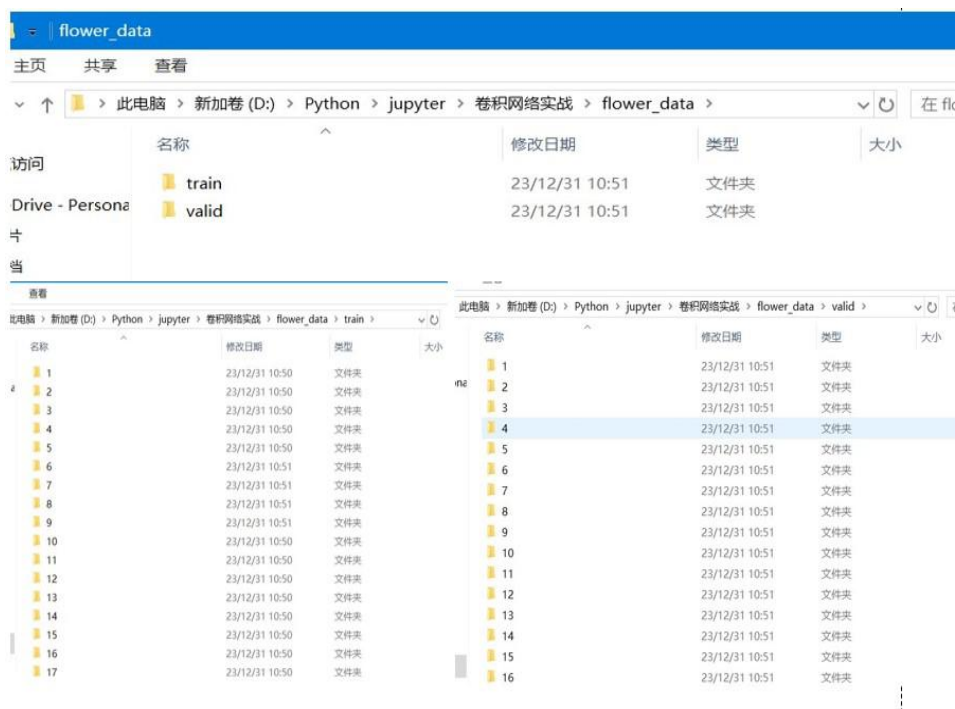 flower_data
主页 共享 查看
此电脑 > 新加卷 (D:) > Python > jupyter > 卷积网络实战 > flower_data >
在 flo
名称 修改日期 类型 大小
访问
train 23/12/31 10:51 文件夹
Drive - Persona
valid 23/12/31 10:51 文件夹
片
档
查看
此电脑 > 新加卷 (D:) > Python > jupyter > 卷积网络实战 > flower_data > train >
名称 修改日期 类型 大小
1 23/12/31 10:50 文件夹
2 23/12/31 10:50 文件夹
3 23/12/31 10:50 文件夹
4 23/12/31 10:50 文件夹
5 23/12/31 10:50 文件夹
6 23/12/31 10:51 文件夹
7 23/12/31 10:51 文件夹
8 23/12/31 10:51 文件夹
9 23/12/31 10:51 文件夹
10 23/12/31 10:50 文件夹
11 23/12/31 10:50 文件夹
12 23/12/31 10:50 文件夹
13 23/12/31 10:50 文件夹
14 23/12/31 10:50 文件夹
15 23/12/31 10:50 文件夹
16 23/12/31 10:50 文件夹
17 23/12/31 10:50 文件夹
此电脑 > 新加卷 (D:) > Python > jupyter > 卷积网络实战 > flower_data > valid >
名称 修改日期 类型 大小
ona
1 23/12/31 10:51 文件夹
2 23/12/31 10:51 文件夹
3 23/12/31 10:51 文件夹
4 23/12/31 10:51 文件夹
5 23/12/31 10:51 文件夹
6 23/12/31 10:51 文件夹
7 23/12/31 10:51 文件夹
8 23/12/31 10:51 文件夹
9 23/12/31 10:51 文件夹
10 23/12/31 10:51 文件夹
11 23/12/31 10:51 文件夹
12 23/12/31 10:51 文件夹
13 23/12/31 10:51 文件夹
14 23/12/31 10:51 文件夹
15 23/12/31 10:51 文件夹
16 23/12/31 10:51 文件夹